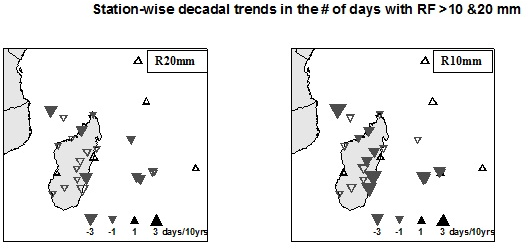 Station-wise decadal trends in the # of days with RF >10 &20 mm
R20mm
R10mm
-3 -1 1 3 days/10yrs
-3 -1 1 3 days/10yrs